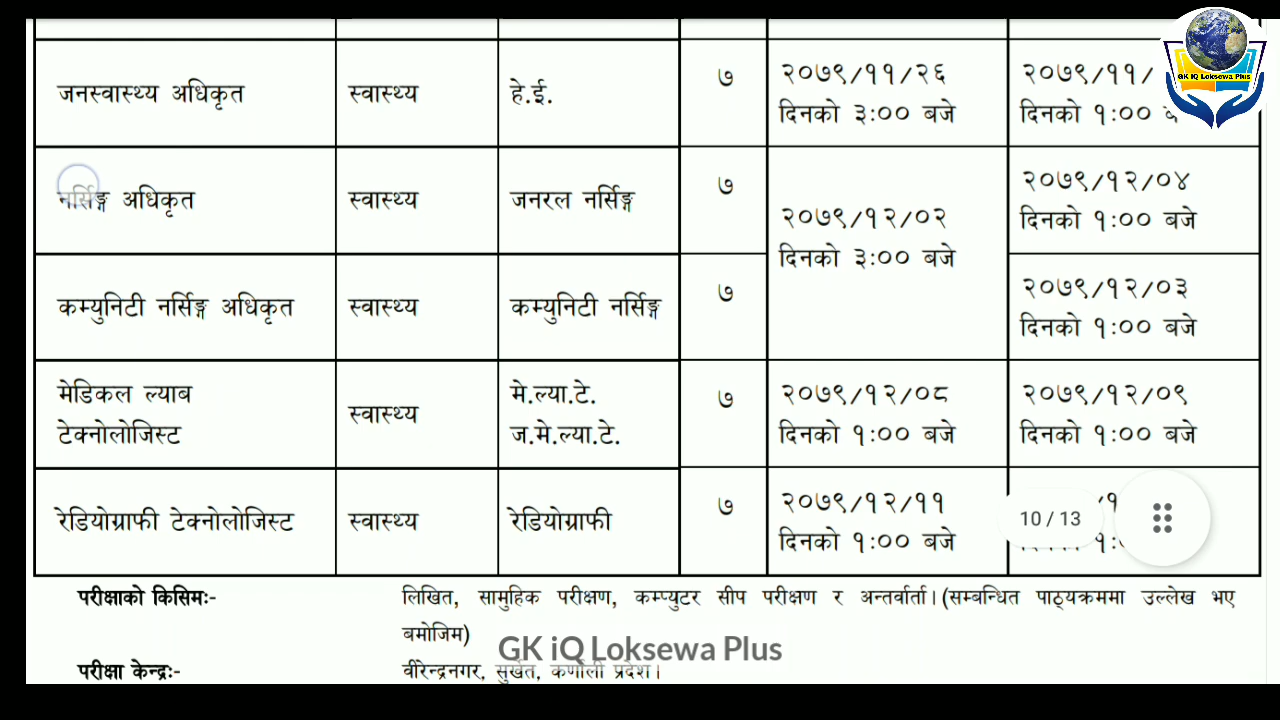 जनस्वास्थ्य अधिकृत स्वास्थ्य हे.ई. ७ २०७९/११/२६ २०७९/११/
दिनको ३:०० बजे दिनको १:००
GK IQ Loksewa Plus
नर्सिङ्ग अधिकृत स्वास्थ्य जनरल नर्सिङ्ग ७ २०७९/१२/०२ २०७९/१२/०४
दिनको ३:०० बजे दिनको १:०० बजे
कम्युनिटी नर्सिङ्ग अधिकृत स्वास्थ्य कम्युनिटी नर्सिङ्ग ७ २०७९/१२/०३
दिनको १:०० बजे
मेडिकल ल्याब मे.ल्या.टे. ७ २०७९/१२/०८ २०७९/१२/०९
टेक्नोलोजिस्ट स्वास्थ्य ज.मे.ल्या.टे. दिनको १:०० बजे दिनको १:०० बजे
रेडियोग्राफी टेक्नोलोजिस्ट स्वास्थ्य रेडियोग्राफी ७ २०७९/१२/११
दिनको १:०० बजे
10 / 13
परीक्षाको किसिमः- लिखित, सामुहिक परीक्षण, कम्प्युटर सीप परीक्षण र अन्तर्वार्ता।(सम्बन्धित पाठ्यक्रममा उल्लेख भए
बमोजिम)
GK iQ Loksewa Plus
परीक्षा केन्द्रः- वीरेन्द्रनगर, सुर्खेत, कर्णाली प्रदेश।